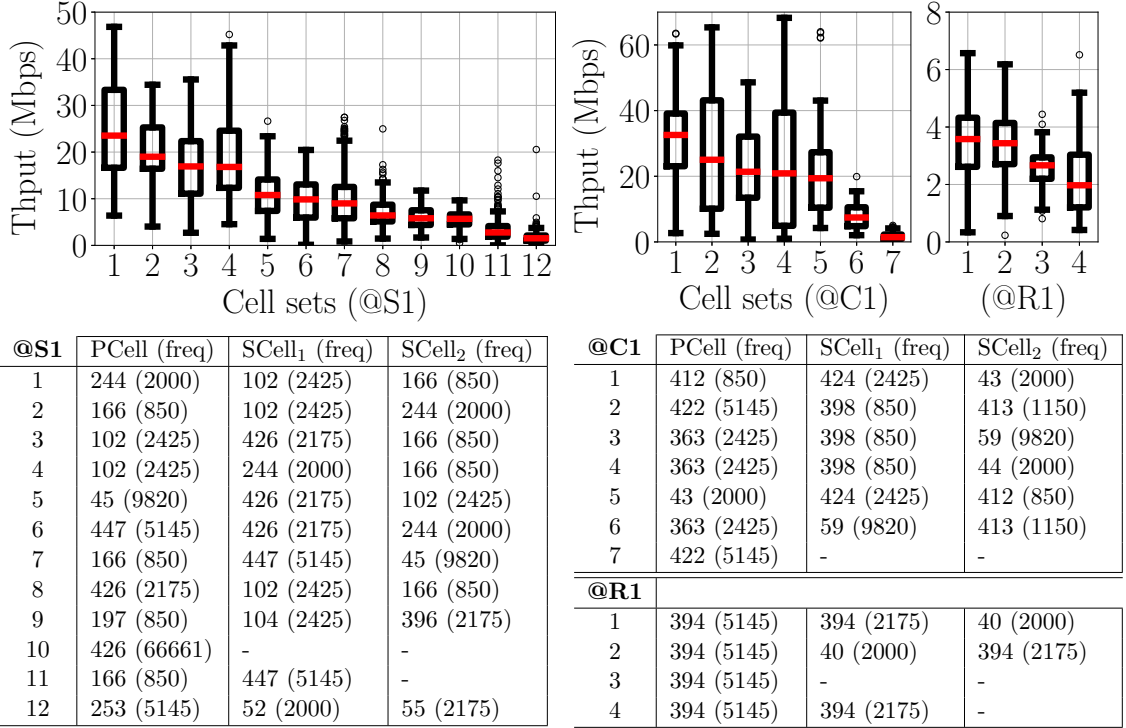 50
40
30
20
10
0
Thput (Mbps)
1 2 3 4 5 6 7 8 9 10 11 12
Cell sets (@S1)
60
40
20
0
Thput (Mbps)
1 2 3 4 5 6 7
Cell sets (@C1)
8
6
4
2
0
1 2 3 4
(@R1)
@S1 PCell (freq) SCell₁ (freq) SCell₂ (freq)
1 244 (2000) 102 (2425) 166 (850)
2 166 (850) 102 (2425) 244 (2000)
3 102 (2425) 426 (2175) 166 (850)
4 102 (2425) 244 (2000) 166 (850)
5 45 (9820) 426 (2175) 102 (2425)
6 447 (5145) 426 (2175) 244 (2000)
7 166 (850) 447 (5145) 45 (9820)
8 426 (2175) 102 (2425) 166 (850)
9 197 (850) 104 (2425) 396 (2175)
10 426 (66661) - -
11 166 (850) 447 (5145) -
12 253 (5145) 52 (2000) 55 (2175)
@C1 PCell (freq) SCell₁ (freq) SCell₂ (freq)
1 412 (850) 424 (2425) 43 (2000)
2 422 (5145) 398 (850) 413 (1150)
3 363 (2425) 398 (850) 59 (9820)
4 363 (2425) 398 (850) 44 (2000)
5 43 (2000) 424 (2425) 412 (850)
6 363 (2425) 59 (9820) 413 (1150)
7 422 (5145) - -
@R1
1 394 (5145) 394 (2175) 40 (2000)
2 394 (5145) 40 (2000) 394 (2175)
3 394 (5145) - -
4 394 (5145) 394 (2175) -